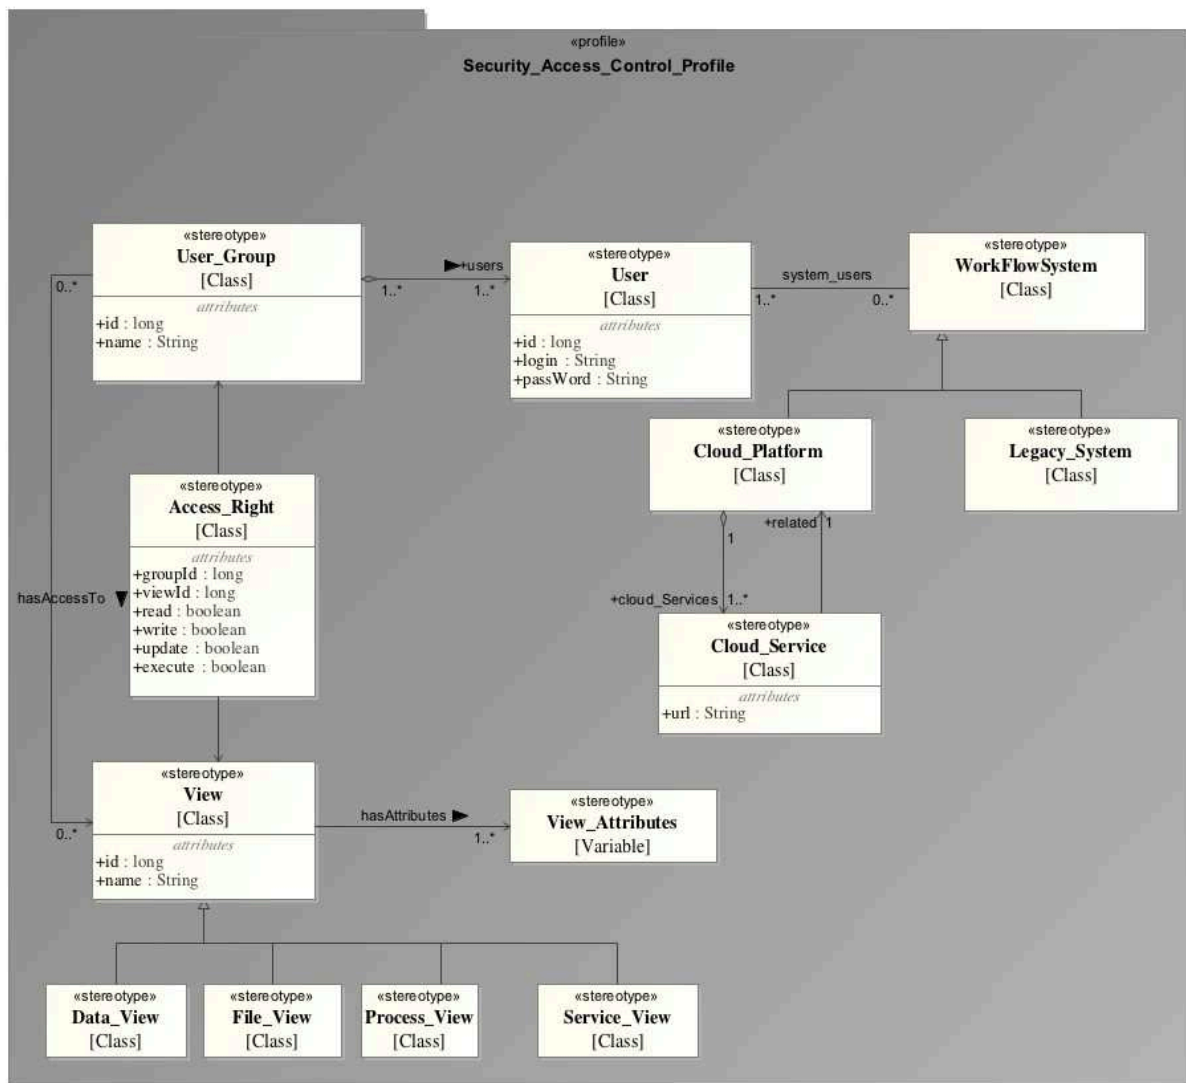 «profile»
Security_Access_Control_Profile
«stereotype»
User_Group
[Class]
attributes
+id : long
+name : String
0..*
1..*
+users
1..*
«stereotype»
User
[Class]
attributes
+id : long
+login : String
+passWord : String
system_users
1..*
0..*
«stereotype»
WorkFlowSystem
[Class]
«stereotype»
Cloud_Platform
[Class]
«stereotype»
Legacy_System
[Class]
«stereotype»
Access_Right
[Class]
attributes
+groupId : long
+viewId : long
+read : boolean
+write : boolean
+update : boolean
+execute : boolean
hasAccessTo
+related
1
1
+cloud_Services
1..*
«stereotype»
Cloud_Service
[Class]
attributes
+url : String
«stereotype»
View
[Class]
attributes
+id : long
+name : String
0..*
hasAttributes
1..*
«stereotype»
View_Attributes
[Variable]
«stereotype»
Data_View
[Class]
«stereotype»
File_View
[Class]
«stereotype»
Process_View
[Class]
«stereotype»
Service_View
[Class]